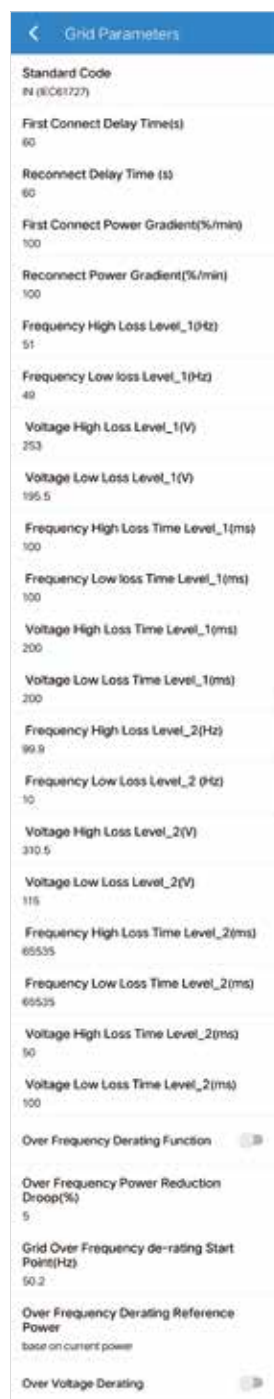 Grid Parameters
Standard Code
IN (IEC61727)
First Connect Delay Time(s)
60
Reconnect Delay Time (s)
60
First Connect Power Gradient(%/min)
100
Reconnect Power Gradient(%/min)
100
Frequency High Loss Level_1(Hz)
51
Frequency Low loss Level_1(Hz)
49
Voltage High Loss Level_1(V)
253
Voltage Low Loss Level_1(V)
195.5
Frequency High Loss Time Level_1(ms)
100
Frequency Low loss Time Level_1(ms)
100
Voltage High Loss Time Level_1(ms)
200
Voltage Low Loss Time Level_1(ms)
200
Frequency High Loss Level_2(Hz)
99.9
Frequency Low Loss Level_2 (Hz)
10
Voltage High Loss Level_2(V)
310.5
Voltage Low Loss Level_2(V)
115
Frequency High Loss Time Level_2(ms)
65535
Frequency Low Loss Time Level_2(ms)
65535
Voltage High Loss Time Level_2(ms)
50
Voltage Low Loss Time Level_2(ms)
100
Over Frequency Derating Function
Over Frequency Power Reduction
Droop(%)
5
Grid Over Frequency de-rating Start
Point(Hz)
50.2
Over Frequency Derating Reference
Power
base on current power
Over Voltage Derating